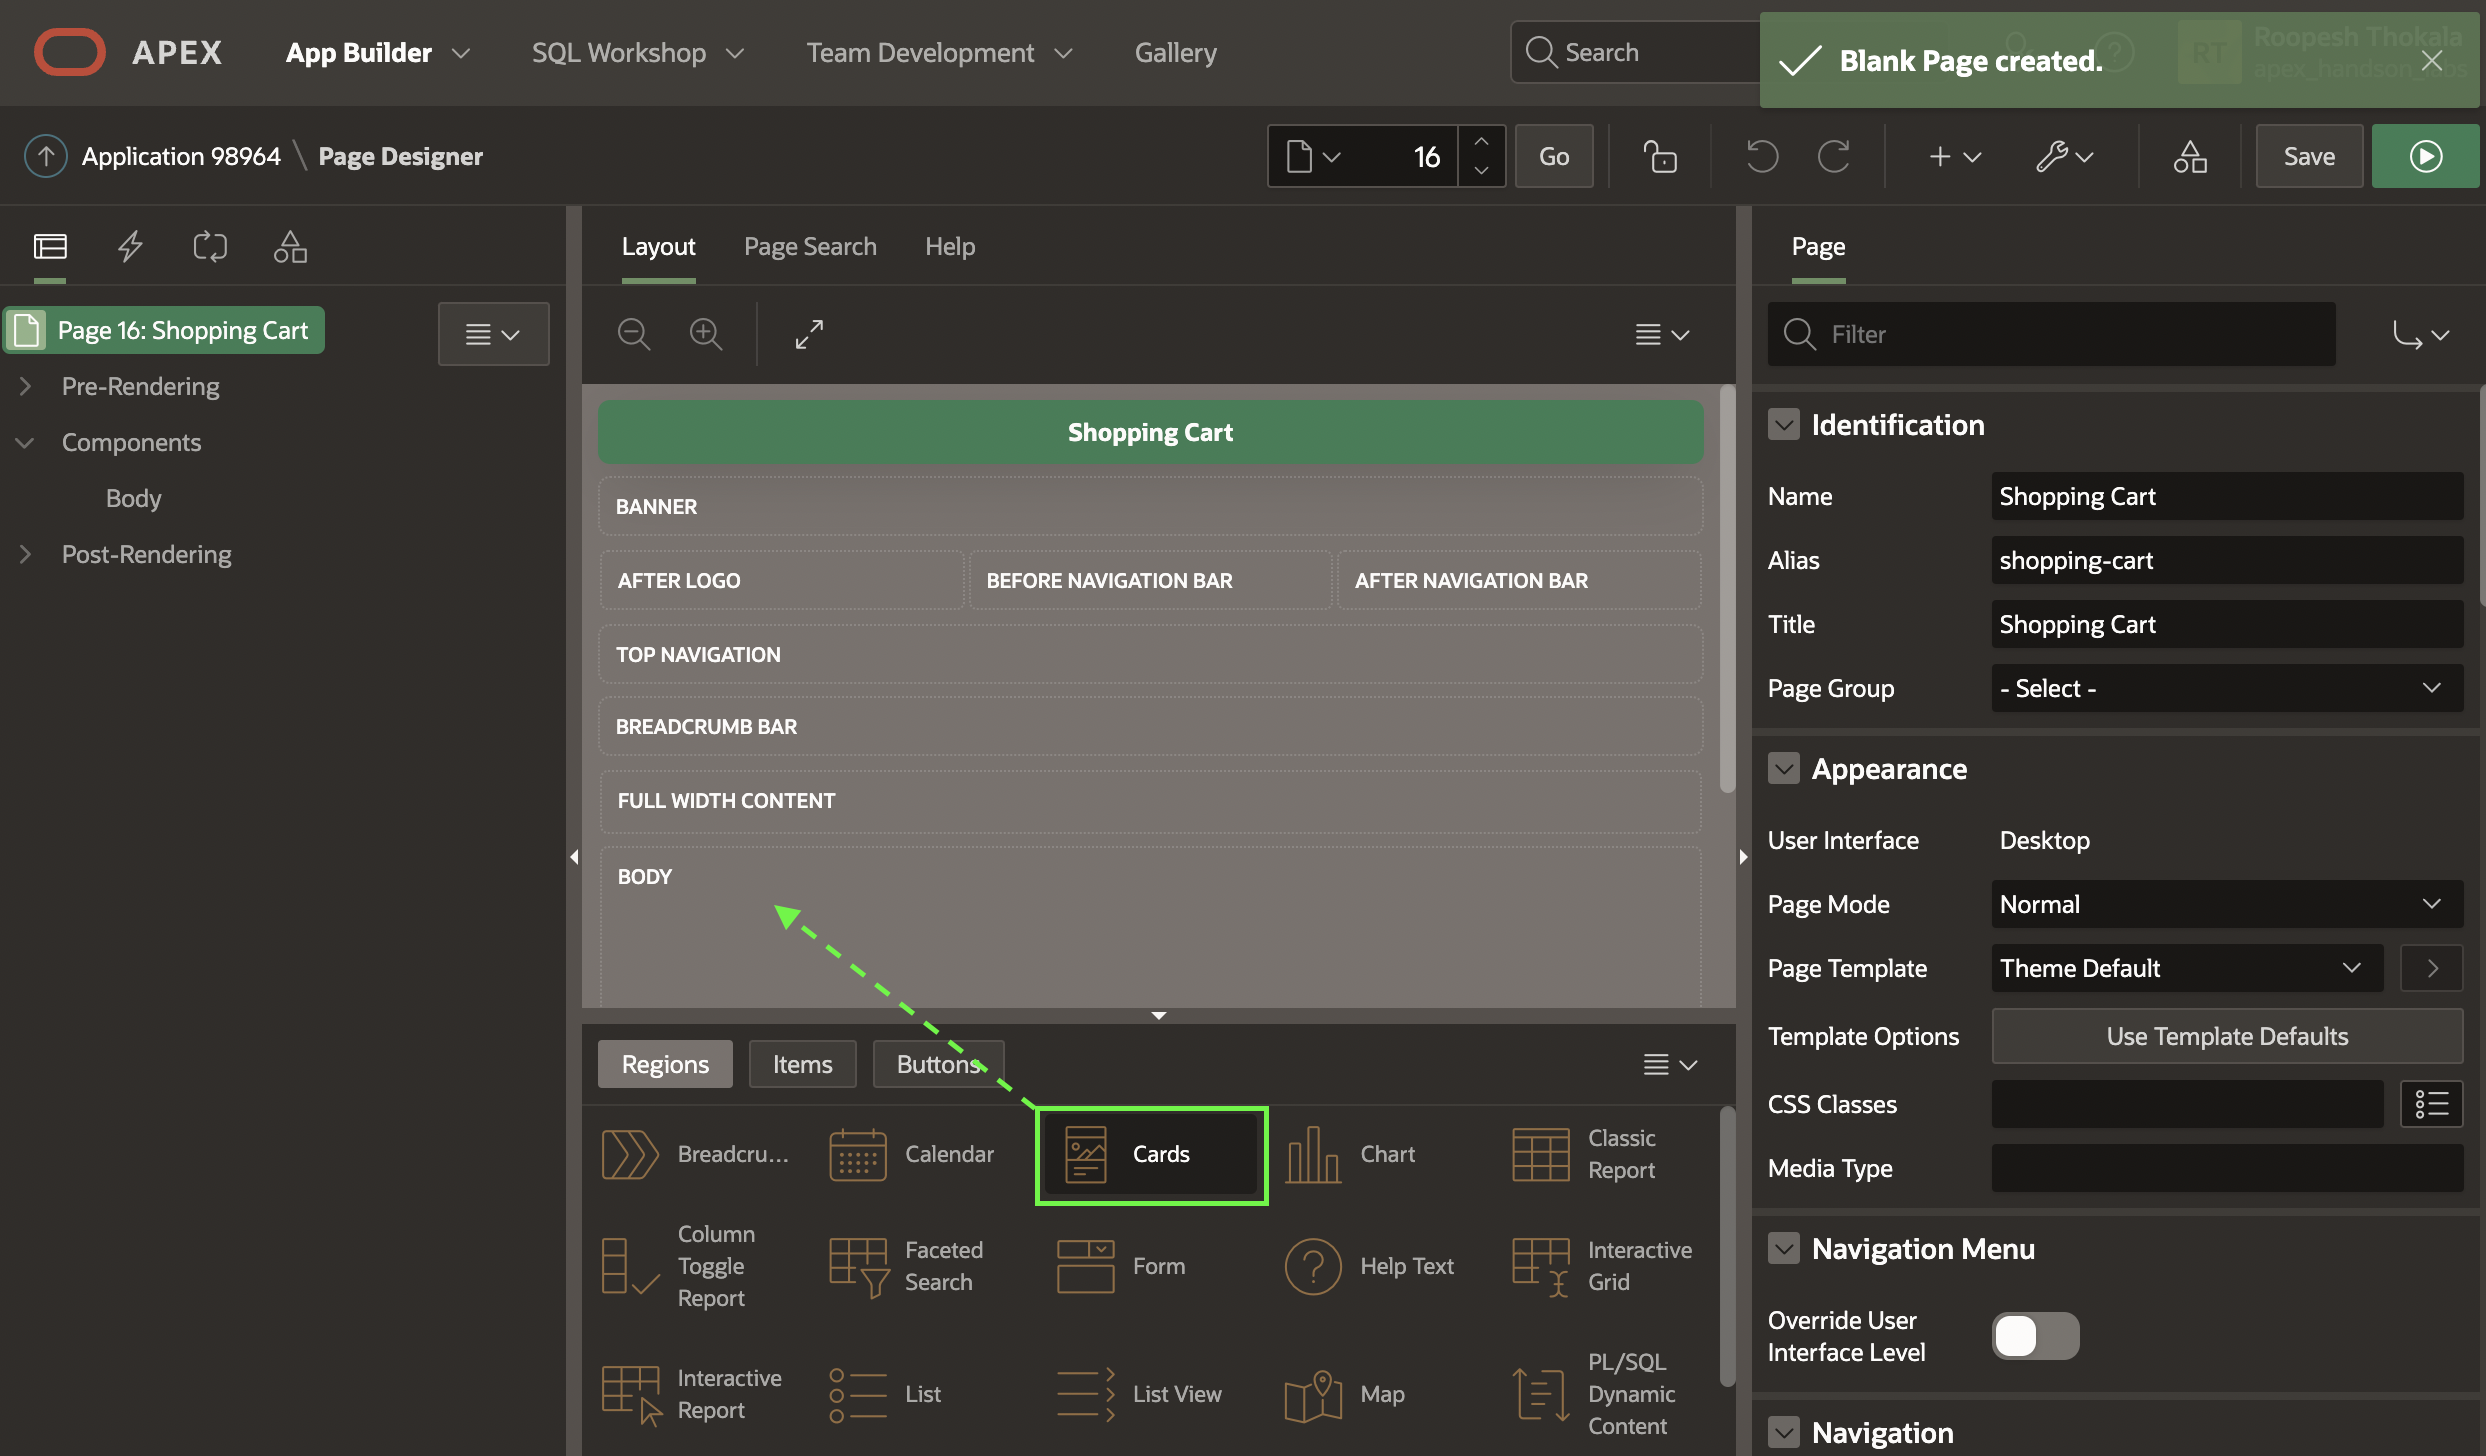 APEX
App Builder
SQL Workshop
Team Development
Gallery
Search
Blank Page created.
RT
Roopesh Thokala
Application 98964 \ Page Designer
16
Go
Save
Page 16: Shopping Cart
Pre-Rendering
Components
Body
Post-Rendering
Layout
Page Search
Help
Shopping Cart
BANNER
AFTER LOGO
BEFORE NAVIGATION BAR
AFTER NAVIGATION BAR
TOP NAVIGATION
BREADCRUMB BAR
FULL WIDTH CONTENT
BODY
Regions
Items
Buttons
Breadcru...
Calendar
Cards
Chart
Classic
Report
Column
Toggle
Report
Faceted
Search
Form
Help Text
Interactive
Grid
Interactive
Report
List
List View
Map
PL/SQL
Dynamic
Content
Page
Filter
Identification
Name
Shopping Cart
Alias
shopping-cart
Title
Shopping Cart
Page Group
- Select -
Appearance
User Interface
Desktop
Page Mode
Normal
Page Template
Theme Default
Template Options
Use Template Defaults
CSS Classes
Media Type
Navigation Menu
Override User
Interface Level
Navigation